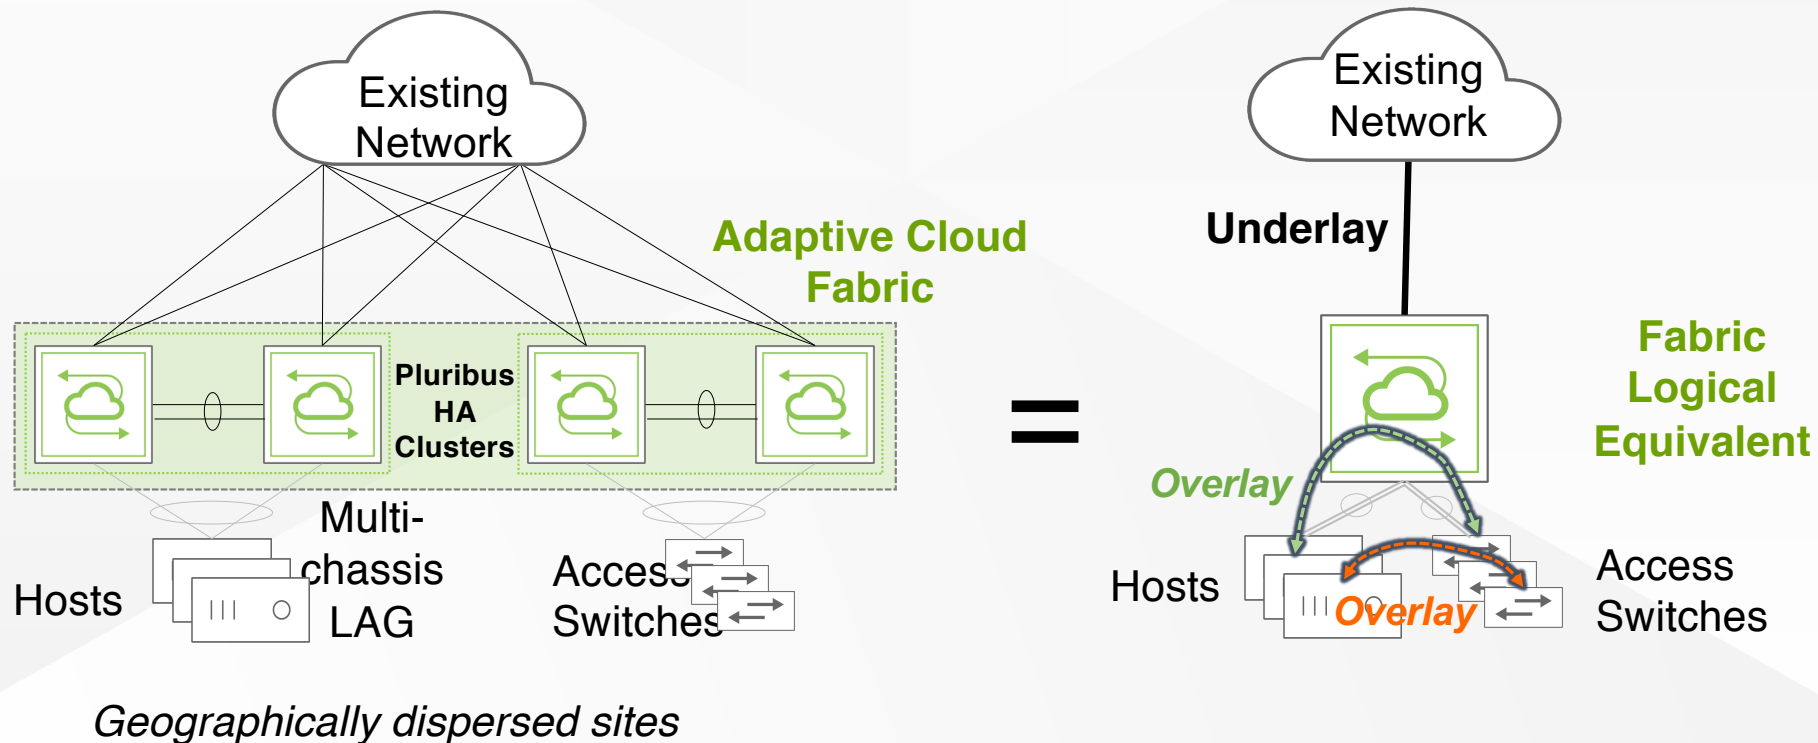 Existing
Network
Adaptive Cloud
Fabric
Pluribus
HA
Clusters
Multi-
chassis
LAG
Hosts
Access
Switches
Geographically dispersed sites
=
Existing
Network
Underlay
Fabric
Logical
Equivalent
Overlay
Hosts
Overlay
Access
Switches